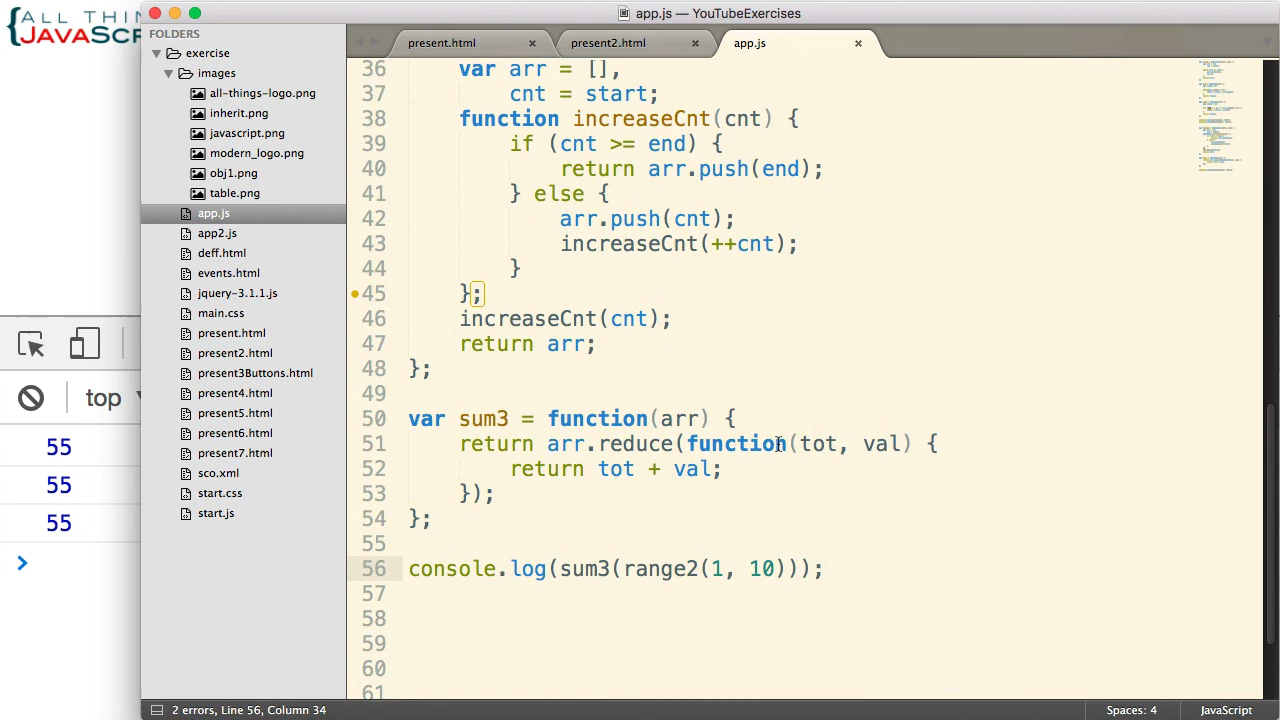 {ALL THIN
JAVASCRI
app.js — YouTubeExercises
FOLDERS
exercise
images
all-things-logo.png
inherit.png
javascript.png
modern_logo.png
obj1.png
table.png
app.js
app2.js
deff.html
events.html
jquery-3.1.1.js
main.css
present.html
present2.html
present3Buttons.html
present4.html
present5.html
present6.html
present7.html
sco.xml
start.css
start.js
present.html × present2.html × app.js ×
36 var arr = [],
37 cnt = start;
38 function increaseCnt(cnt) {
39 if (cnt >= end) {
40 return arr.push(end);
41 } else {
42 arr.push(cnt);
43 increaseCnt(++cnt);
44 }
45 };
46 increaseCnt(cnt);
47 return arr;
48 };
49
50 var sum3 = function(arr) {
51 return arr.reduce(function(tot, val) {
52 return tot + val;
53 });
54 };
55
56 console.log(sum3(range2(1, 10)));
57
58
59
60
61
top
55
55
55
>
2 errors, Line 56, Column 34
Spaces: 4
JavaScript